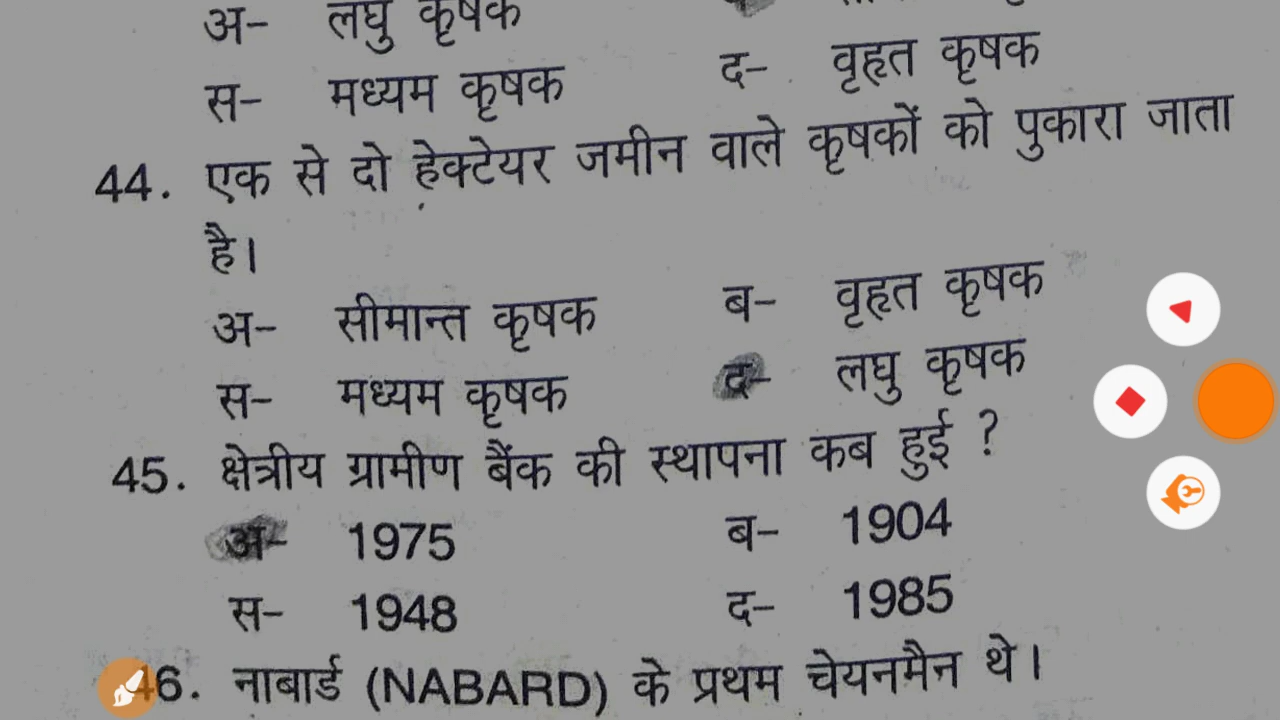 अ– लघु कृषक
स– मध्यम कृषक द– वृहत कृषक
44. एक से दो हेक्टेयर जमीन वाले कृषकों को पुकारा जाता
है।
अ– सीमान्त कृषक ब– वृहत कृषक
स– मध्यम कृषक द– लघु कृषक
45. क्षेत्रीय ग्रामीण बैंक की स्थापना कब हुई ?
अ– 1975 ब– 1904
स– 1948 द– 1985
46. नाबार्ड (NABARD) के प्रथम चेयनमैन थे।